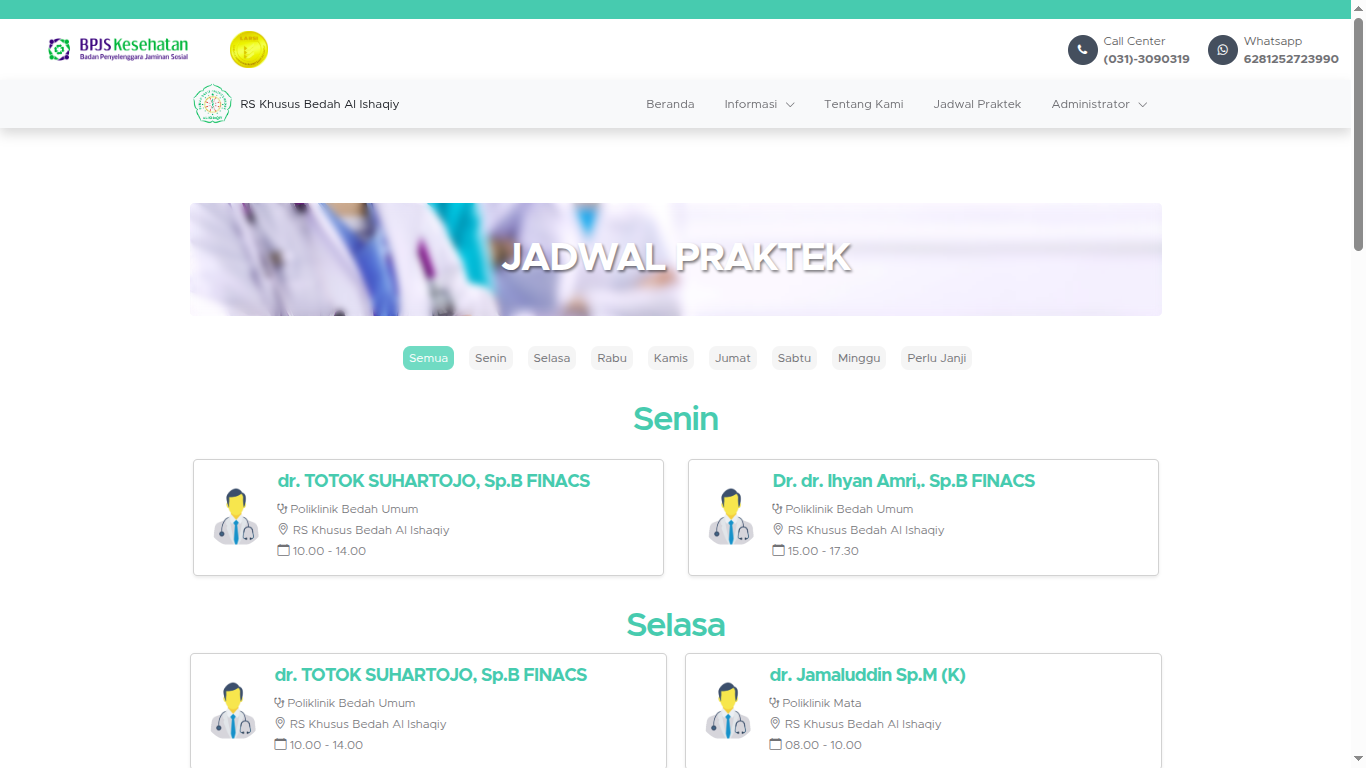 BPJS Kesehatan
Badan Penyelenggara Jaminan Sosial
Call Center
(031)-3090319
Whatsapp
6281252723990
RS Khusus Bedah Al Ishaqiy
Beranda
Informasi
Tentang Kami
Jadwal Praktek
Administrator
JADWAL PRAKTEK
Semua
Senin
Selasa
Rabu
Kamis
Jumat
Sabtu
Minggu
Perlu Janji
Senin
dr. TOTOK SUHARTOJO, Sp.B FINACS
Poliklinik Bedah Umum
RS Khusus Bedah Al Ishaqiy
10.00 - 14.00
Dr. dr. Ihyan Amri,. Sp.B FINACS
Poliklinik Bedah Umum
RS Khusus Bedah Al Ishaqiy
15.00 - 17.30
Selasa
dr. TOTOK SUHARTOJO, Sp.B FINACS
Poliklinik Bedah Umum
RS Khusus Bedah Al Ishaqiy
10.00 - 14.00
dr. Jamaluddin Sp.M (K)
Poliklinik Mata
RS Khusus Bedah Al Ishaqiy
08.00 - 10.00